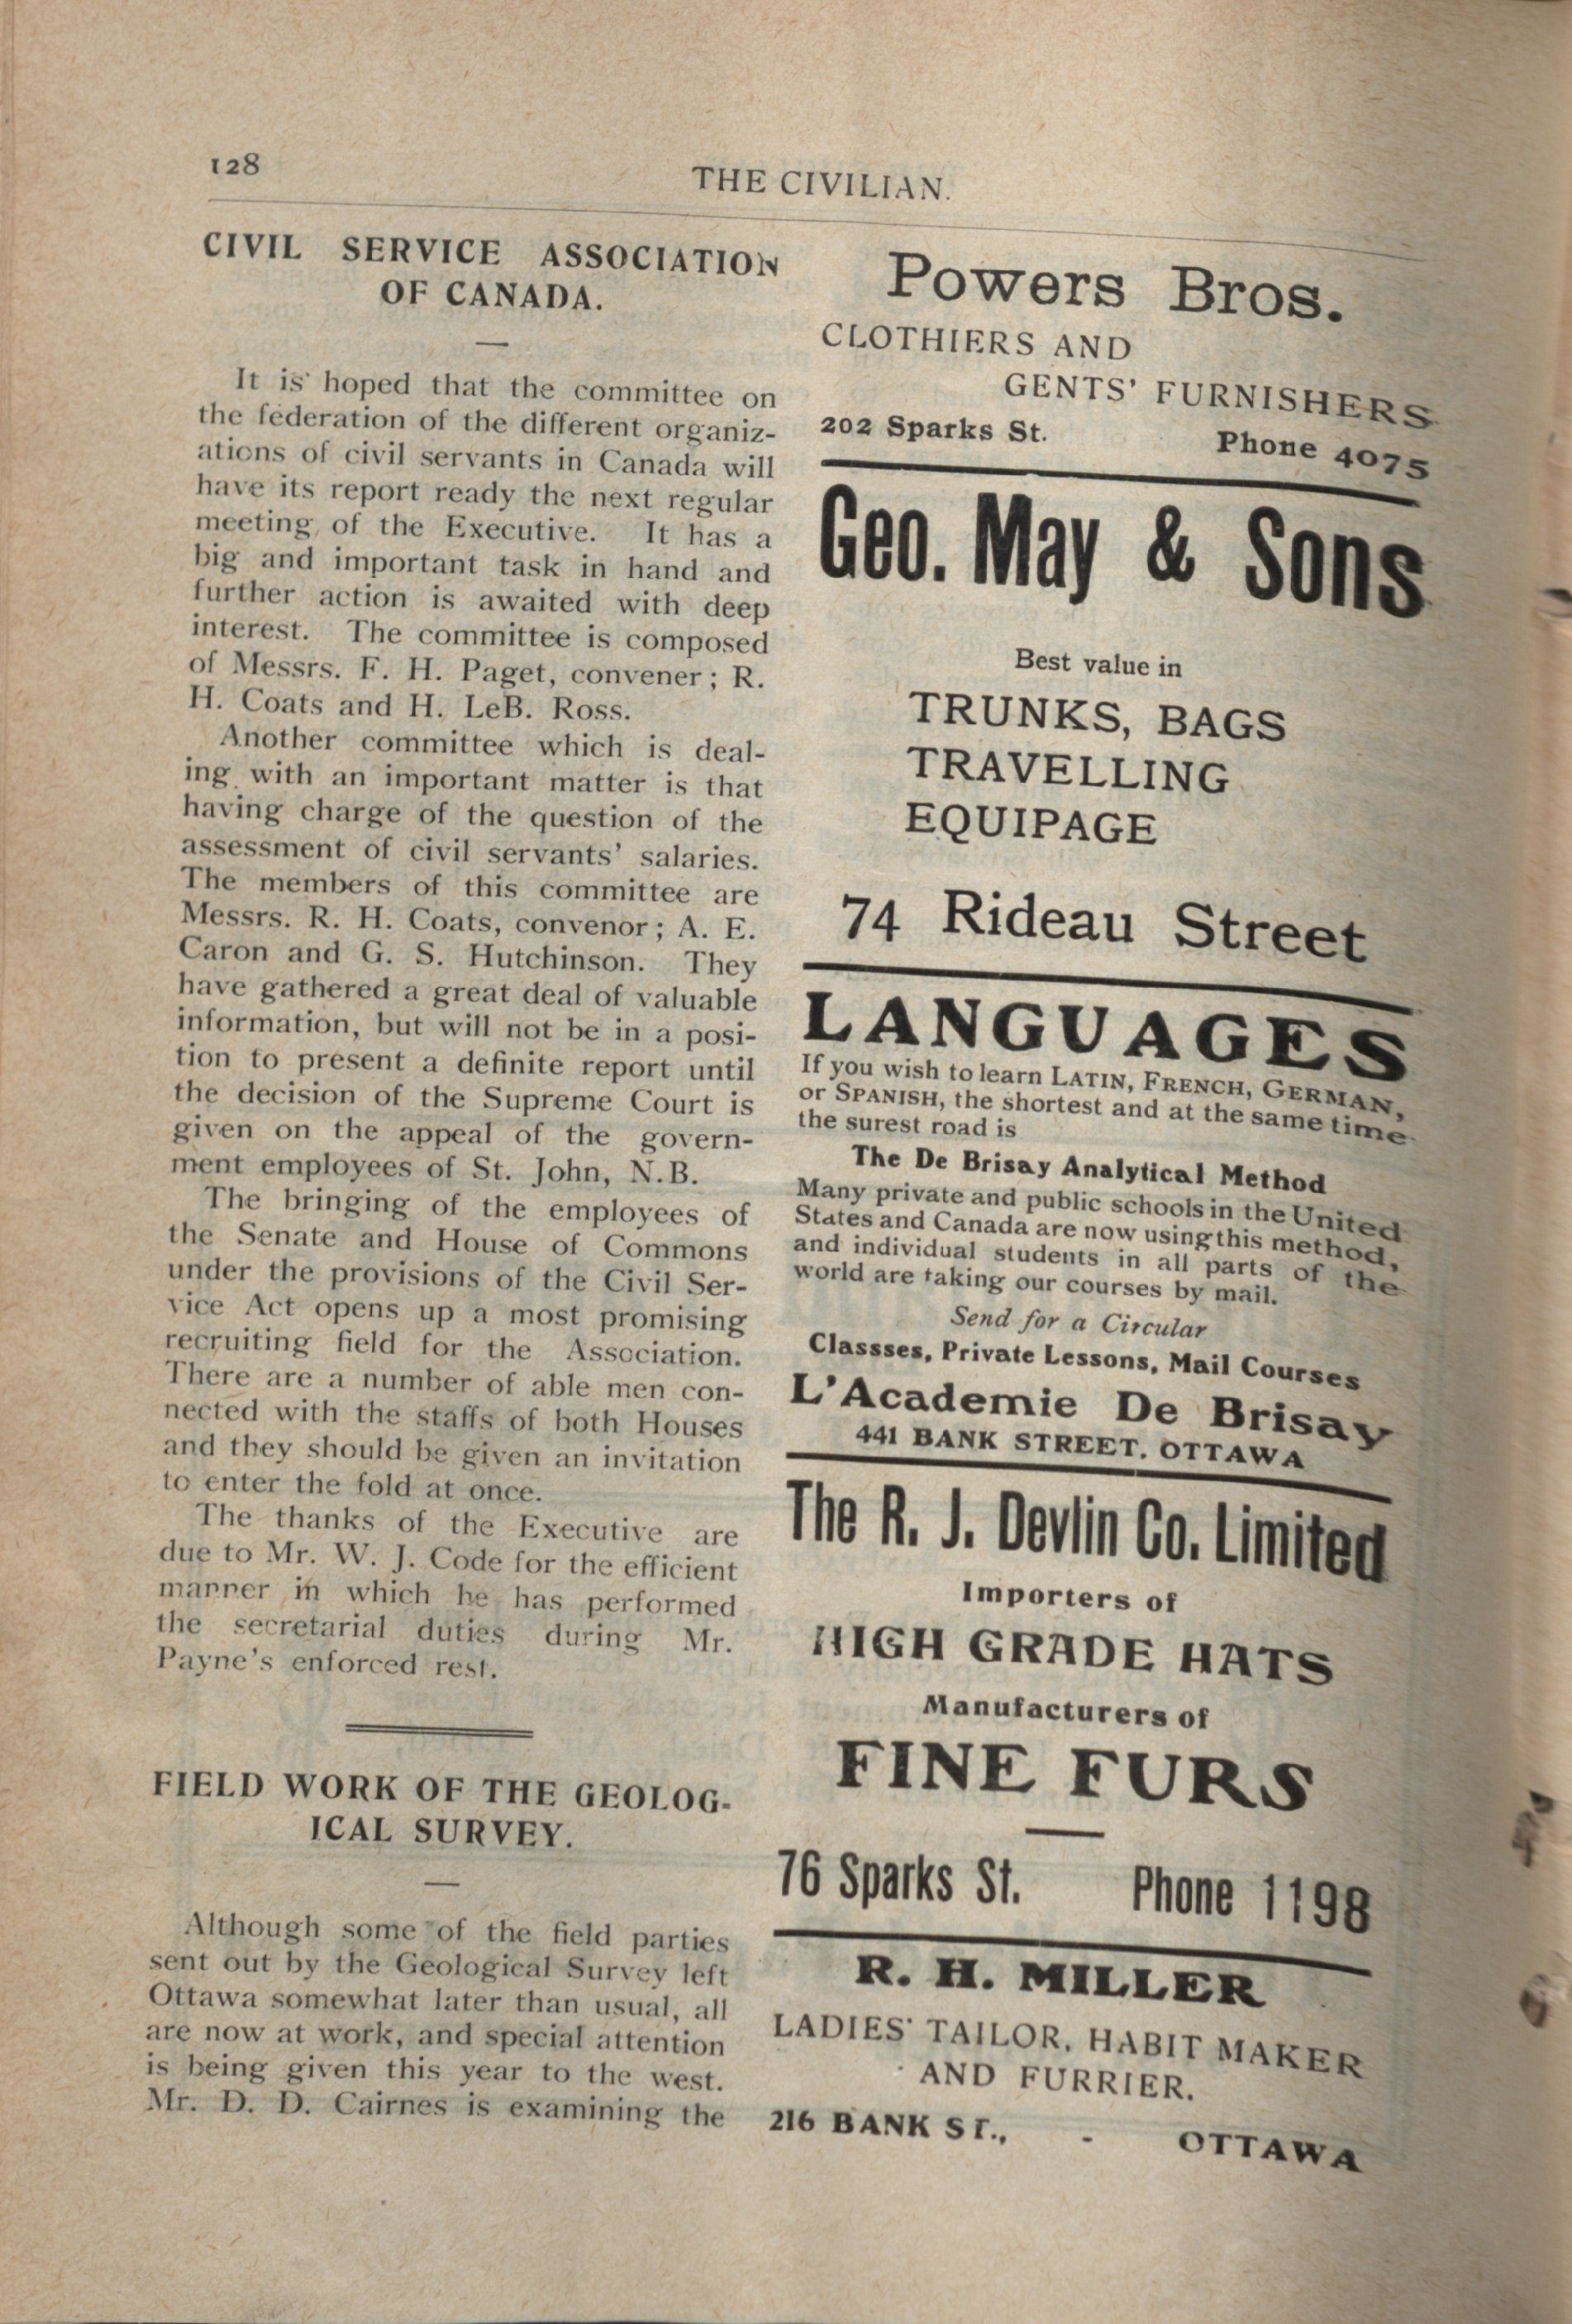 128
THE CIVILIAN.
CIVIL SERVICE ASSOCIATION
OF CANADA.
It is hoped that the committee on
the federation of the different organiz-
ations of civil servants in Canada will
have its report ready the next regular
meeting of the Executive. It has a
big and important task in hand and
further action is awaited with deep
interest. The committee is composed
of Messrs. F. H. Paget, convener; R.
H. Coats and H. LeB. Ross.
Another committee which is deal-
ing with an important matter is that
having charge of the question of the
assessment of civil servants' salaries.
The members of this committee are
Messrs. R. H. Coats, convenor; A. E.
Caron and G. S. Hutchinson. They
have gathered a great deal of valuable
information, but will not be in a posi-
tion to present a definite report until
the decision of the Supreme Court is
given on the appeal of the govern-
ment employees of St. John, N.B.
The bringing of the employees of
the Senate and House of Commons
under the provisions of the Civil Ser-
vice Act opens up a most promising
recruiting field for the Association.
There are a number of able men con-
nected with the staffs of both Houses
and they should be given an invitation
to enter the fold at once.
The thanks of the Executive are
due to Mr. W. J. Code for the efficient
manner in which he has performed
the secretarial duties during Mr.
Payne's enforced rest.
FIELD WORK OF THE GEOLOG-
ICAL SURVEY.
Although some of the field parties
sent out by the Geological Survey left
Ottawa somewhat later than usual, all
are now at work, and special attention
is being given this year to the west.
Mr. D. D. Cairnes is examining the
Powers Bros.
CLOTHIERS AND
GENTS' FURNISHERS
202 Sparks St. Phone 4075
Geo. May & Sons
Best value in
TRUNKS, BAGS
TRAVELLING
EQUIPAGE
74 Rideau Street
LANGUAGES
If you wish to learn LATIN, FRENCH, GERMAN,
or SPANISH, the shortest and at the same time
the surest road is
The De Brisay Analytical Method
Many private and public schools in the United
States and Canada are now using this method,
and individual students in all parts of the
world are taking our courses by mail.
Send for a Circular
Classses, Private Lessons, Mail Courses
L'Academie De Brisay
441 BANK STREET, OTTAWA
The R. J. Devlin Co. Limited
Importers of
HIGH GRADE HATS
Manufacturers of
FINE FURS
76 Sparks St. Phone 1198
R. H. MILLER
LADIES' TAILOR, HABIT MAKER
AND FURRIER.
216 BANK ST., - OTTAWA